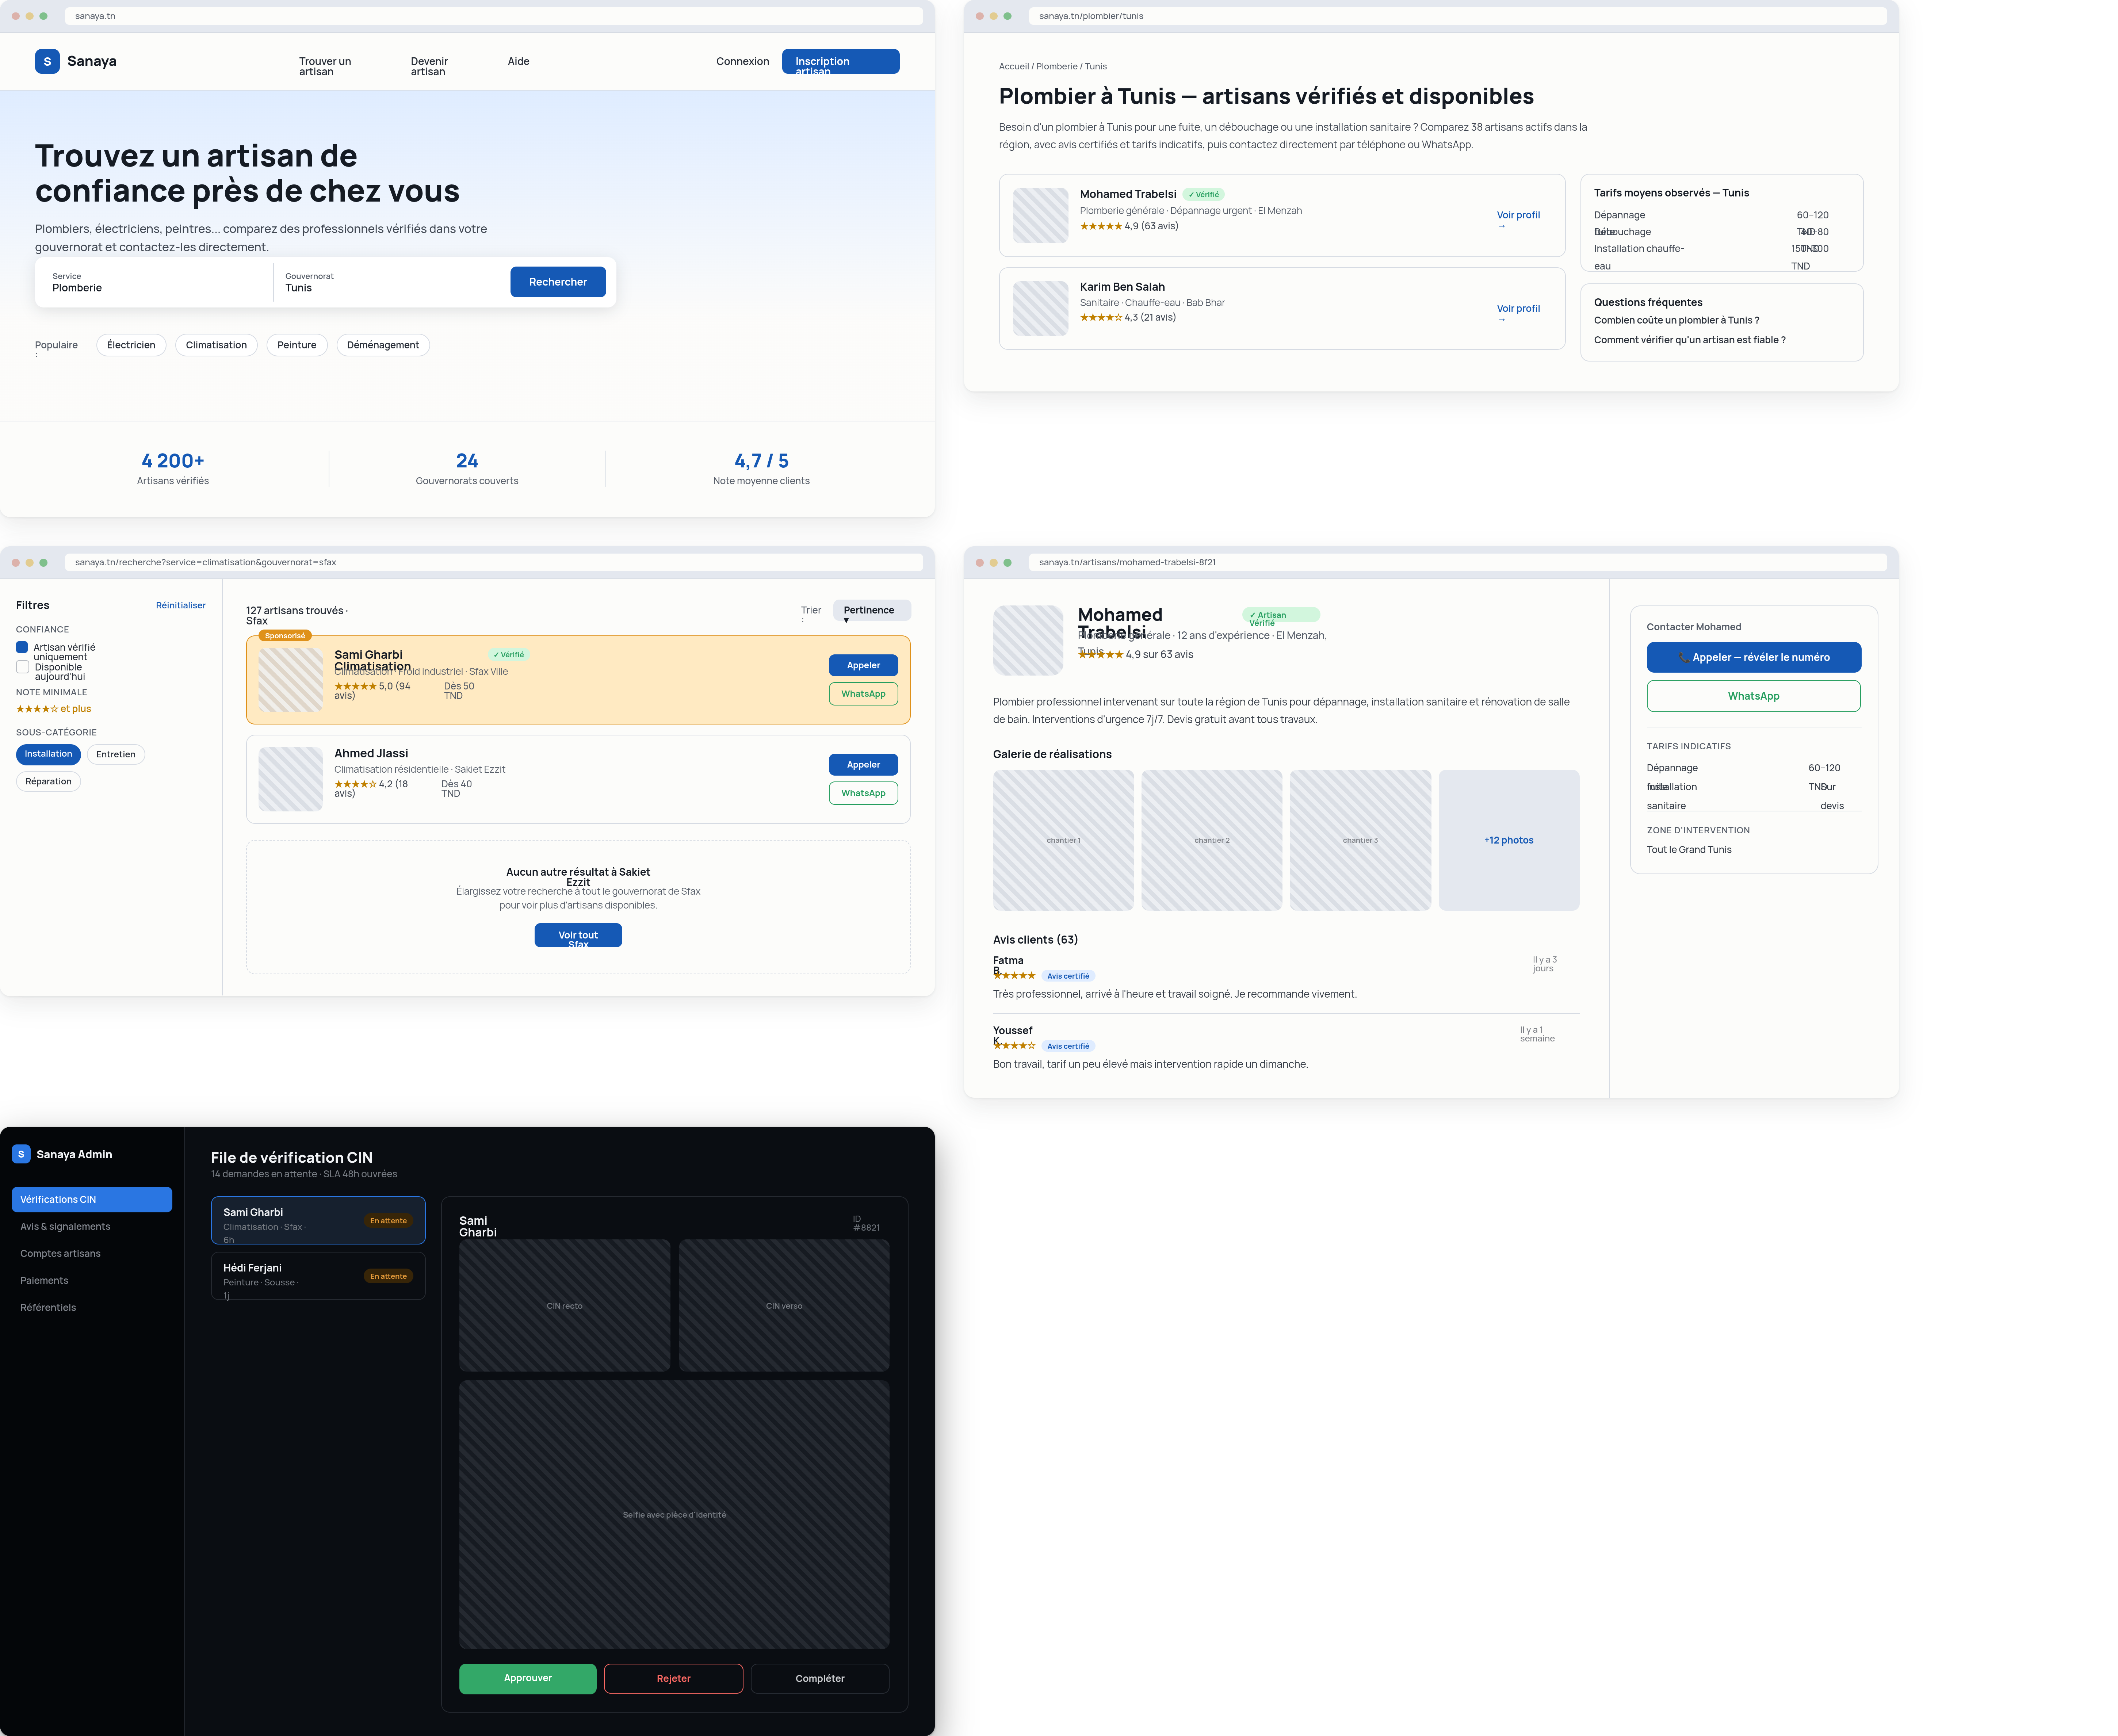 sanaya.tn
S Sanaya
Trouver un
artisan
Devenir
artisan
Aide
Connexion
Inscription
artisan
Trouvez un artisan de
confiance près de chez vous
Plombiers, électriciens, peintres... comparez des professionnels vérifiés dans votre
gouvernorat et contactez-les directement.
Service
Plomberie
Gouvernorat
Tunis
Rechercher
Populaire
:
Électricien
Climatisation
Peinture
Déménagement
4 200+
Artisans vérifiés
24
Gouvernorats couverts
4,7 / 5
Note moyenne clients
sanaya.tn/plombier/tunis
Accueil / Plomberie / Tunis
Plombier à Tunis — artisans vérifiés et disponibles
Besoin d'un plombier à Tunis pour une fuite, un débouchage ou une installation sanitaire ? Comparez 38 artisans actifs dans la
région, avec avis certifiés et tarifs indicatifs, puis contactez directement par téléphone ou WhatsApp.
Mohamed Trabelsi ✓ Vérifié
Plomberie générale · Dépannage urgent · El Menzah
★★★★★ 4,9 (63 avis)
Voir profil
→
Karim Ben Salah
Sanitaire · Chauffe-eau · Bab Bhar
★★★★☆ 4,3 (21 avis)
Voir profil
→
Tarifs moyens observés — Tunis
Dépannage
fuite
60–120
TND
Débouchage
40–80
TND
Installation chauffe-
eau
150–300
TND
Questions fréquentes
Combien coûte un plombier à Tunis ?
Comment vérifier qu'un artisan est fiable ?
sanaya.tn/recherche?service=climatisation&gouvernorat=sfax
Filtres
Réinitialiser
CONFIANCE
Artisan vérifié
uniquement
Disponible
aujourd'hui
NOTE MINIMALE
★★★★☆ et plus
SOUS-CATÉGORIE
Installation
Entretien
Réparation
127 artisans trouvés ·
Sfax
Trier
:
Pertinence
▾
Sponsorisé
Sami Gharbi
Climatisation
✓ Vérifié
Climatisation · Froid industriel · Sfax Ville
★★★★★ 5,0 (94
avis)
Dès 50
TND
Appeler
WhatsApp
Ahmed Jlassi
Climatisation résidentielle · Sakiet Ezzit
★★★★☆ 4,2 (18
avis)
Dès 40
TND
Appeler
WhatsApp
Aucun autre résultat à Sakiet
Ezzit
Élargissez votre recherche à tout le gouvernorat de Sfax
pour voir plus d'artisans disponibles.
Voir tout
Sfax
sanaya.tn/artisans/mohamed-trabelsi-8f21
Mohamed
Trabelsi
✓ Artisan
Vérifié
Plomberie générale · 12 ans d'expérience · El Menzah,
Tunis
★★★★★ 4,9 sur 63 avis
Plombier professionnel intervenant sur toute la région de Tunis pour dépannage, installation sanitaire et rénovation de salle
de bain. Interventions d'urgence 7j/7. Devis gratuit avant tous travaux.
Galerie de réalisations
chantier 1
chantier 2
chantier 3
+12 photos
Avis clients (63)
Fatma
B.
Il y a 3
jours
★★★★★ Avis certifié
Très professionnel, arrivé à l'heure et travail soigné. Je recommande vivement.
Youssef
K.
Il y a 1
semaine
★★★★☆ Avis certifié
Bon travail, tarif un peu élevé mais intervention rapide un dimanche.
Contacter Mohamed
📞 Appeler — révéler le numéro
WhatsApp
TARIFS INDICATIFS
Dépannage
fuite
60–120
TND
Installation
sanitaire
Sur
devis
ZONE D'INTERVENTION
Tout le Grand Tunis
S Sanaya Admin
Vérifications CIN
Avis & signalements
Comptes artisans
Paiements
Référentiels
File de vérification CIN
14 demandes en attente · SLA 48h ouvrées
Sami Gharbi
Climatisation · Sfax ·
6h
En attente
Hédi Ferjani
Peinture · Sousse ·
1j
En attente
Sami
Gharbi
ID
#8821
CIN recto
CIN verso
Selfie avec pièce d'identité
Approuver
Rejeter
Compléter